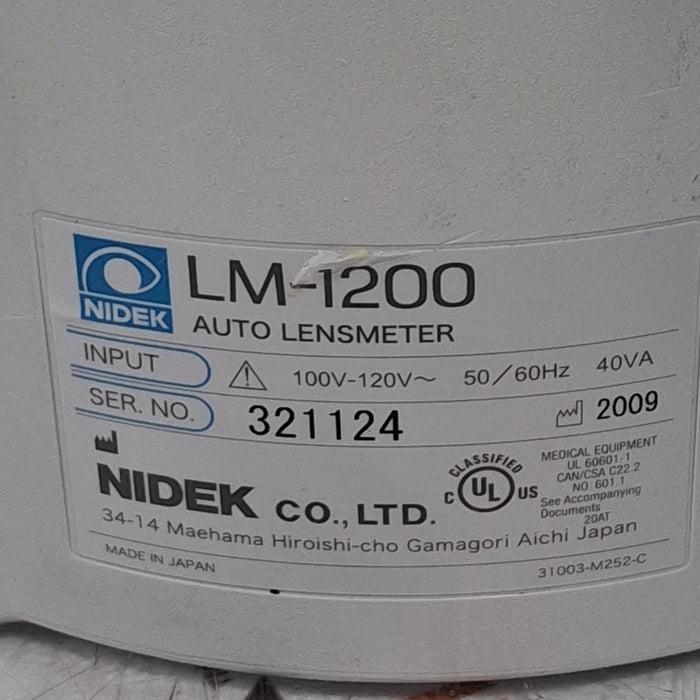 NIDEK
LM-1200
AUTO LENSMETER
INPUT 100V-120V~ 50/60Hz 40VA
SER. NO. 321124 2009
NIDEK CO., LTD.
34-14 Maehama Hiroishi-cho Gamagori Aichi Japan
CLASSIFIED
C UL US
MEDICAL EQUIPMENT
UL 60601-1
CAN/CSA C22.2
NO 601.1
See Accompanying
Documents
20AT
MADE IN JAPAN
31003-M252-C